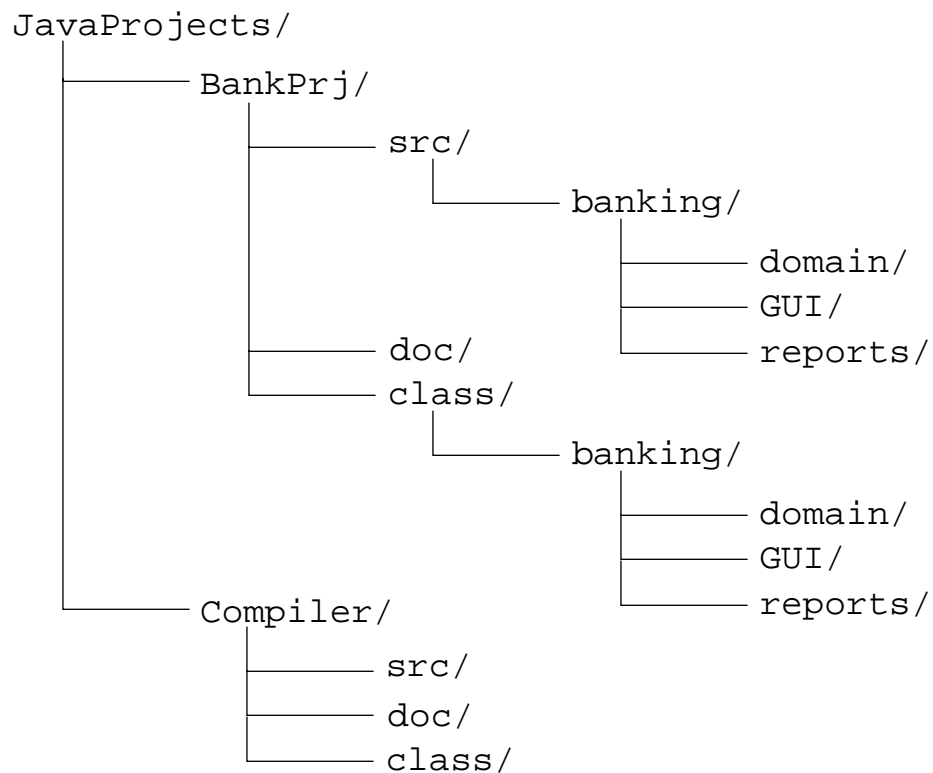 JavaProjects/
BankPrj/
src/
banking/
domain/
GUI/
reports/
doc/
class/
banking/
domain/
GUI/
reports/
Compiler/
src/
doc/
class/